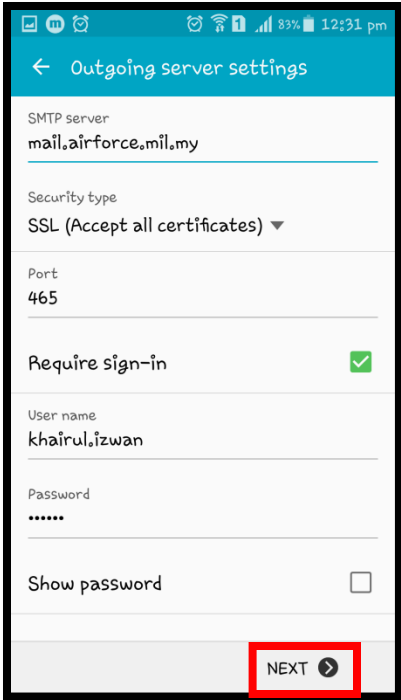 83% 12:31 pm
Outgoing server settings
SMTP server
mail.airforce.mil.my
Security type
SSL (Accept all certificates)
Port
465
Require sign-in
User name
khairul.izwan
Password
••••••
Show password
NEXT